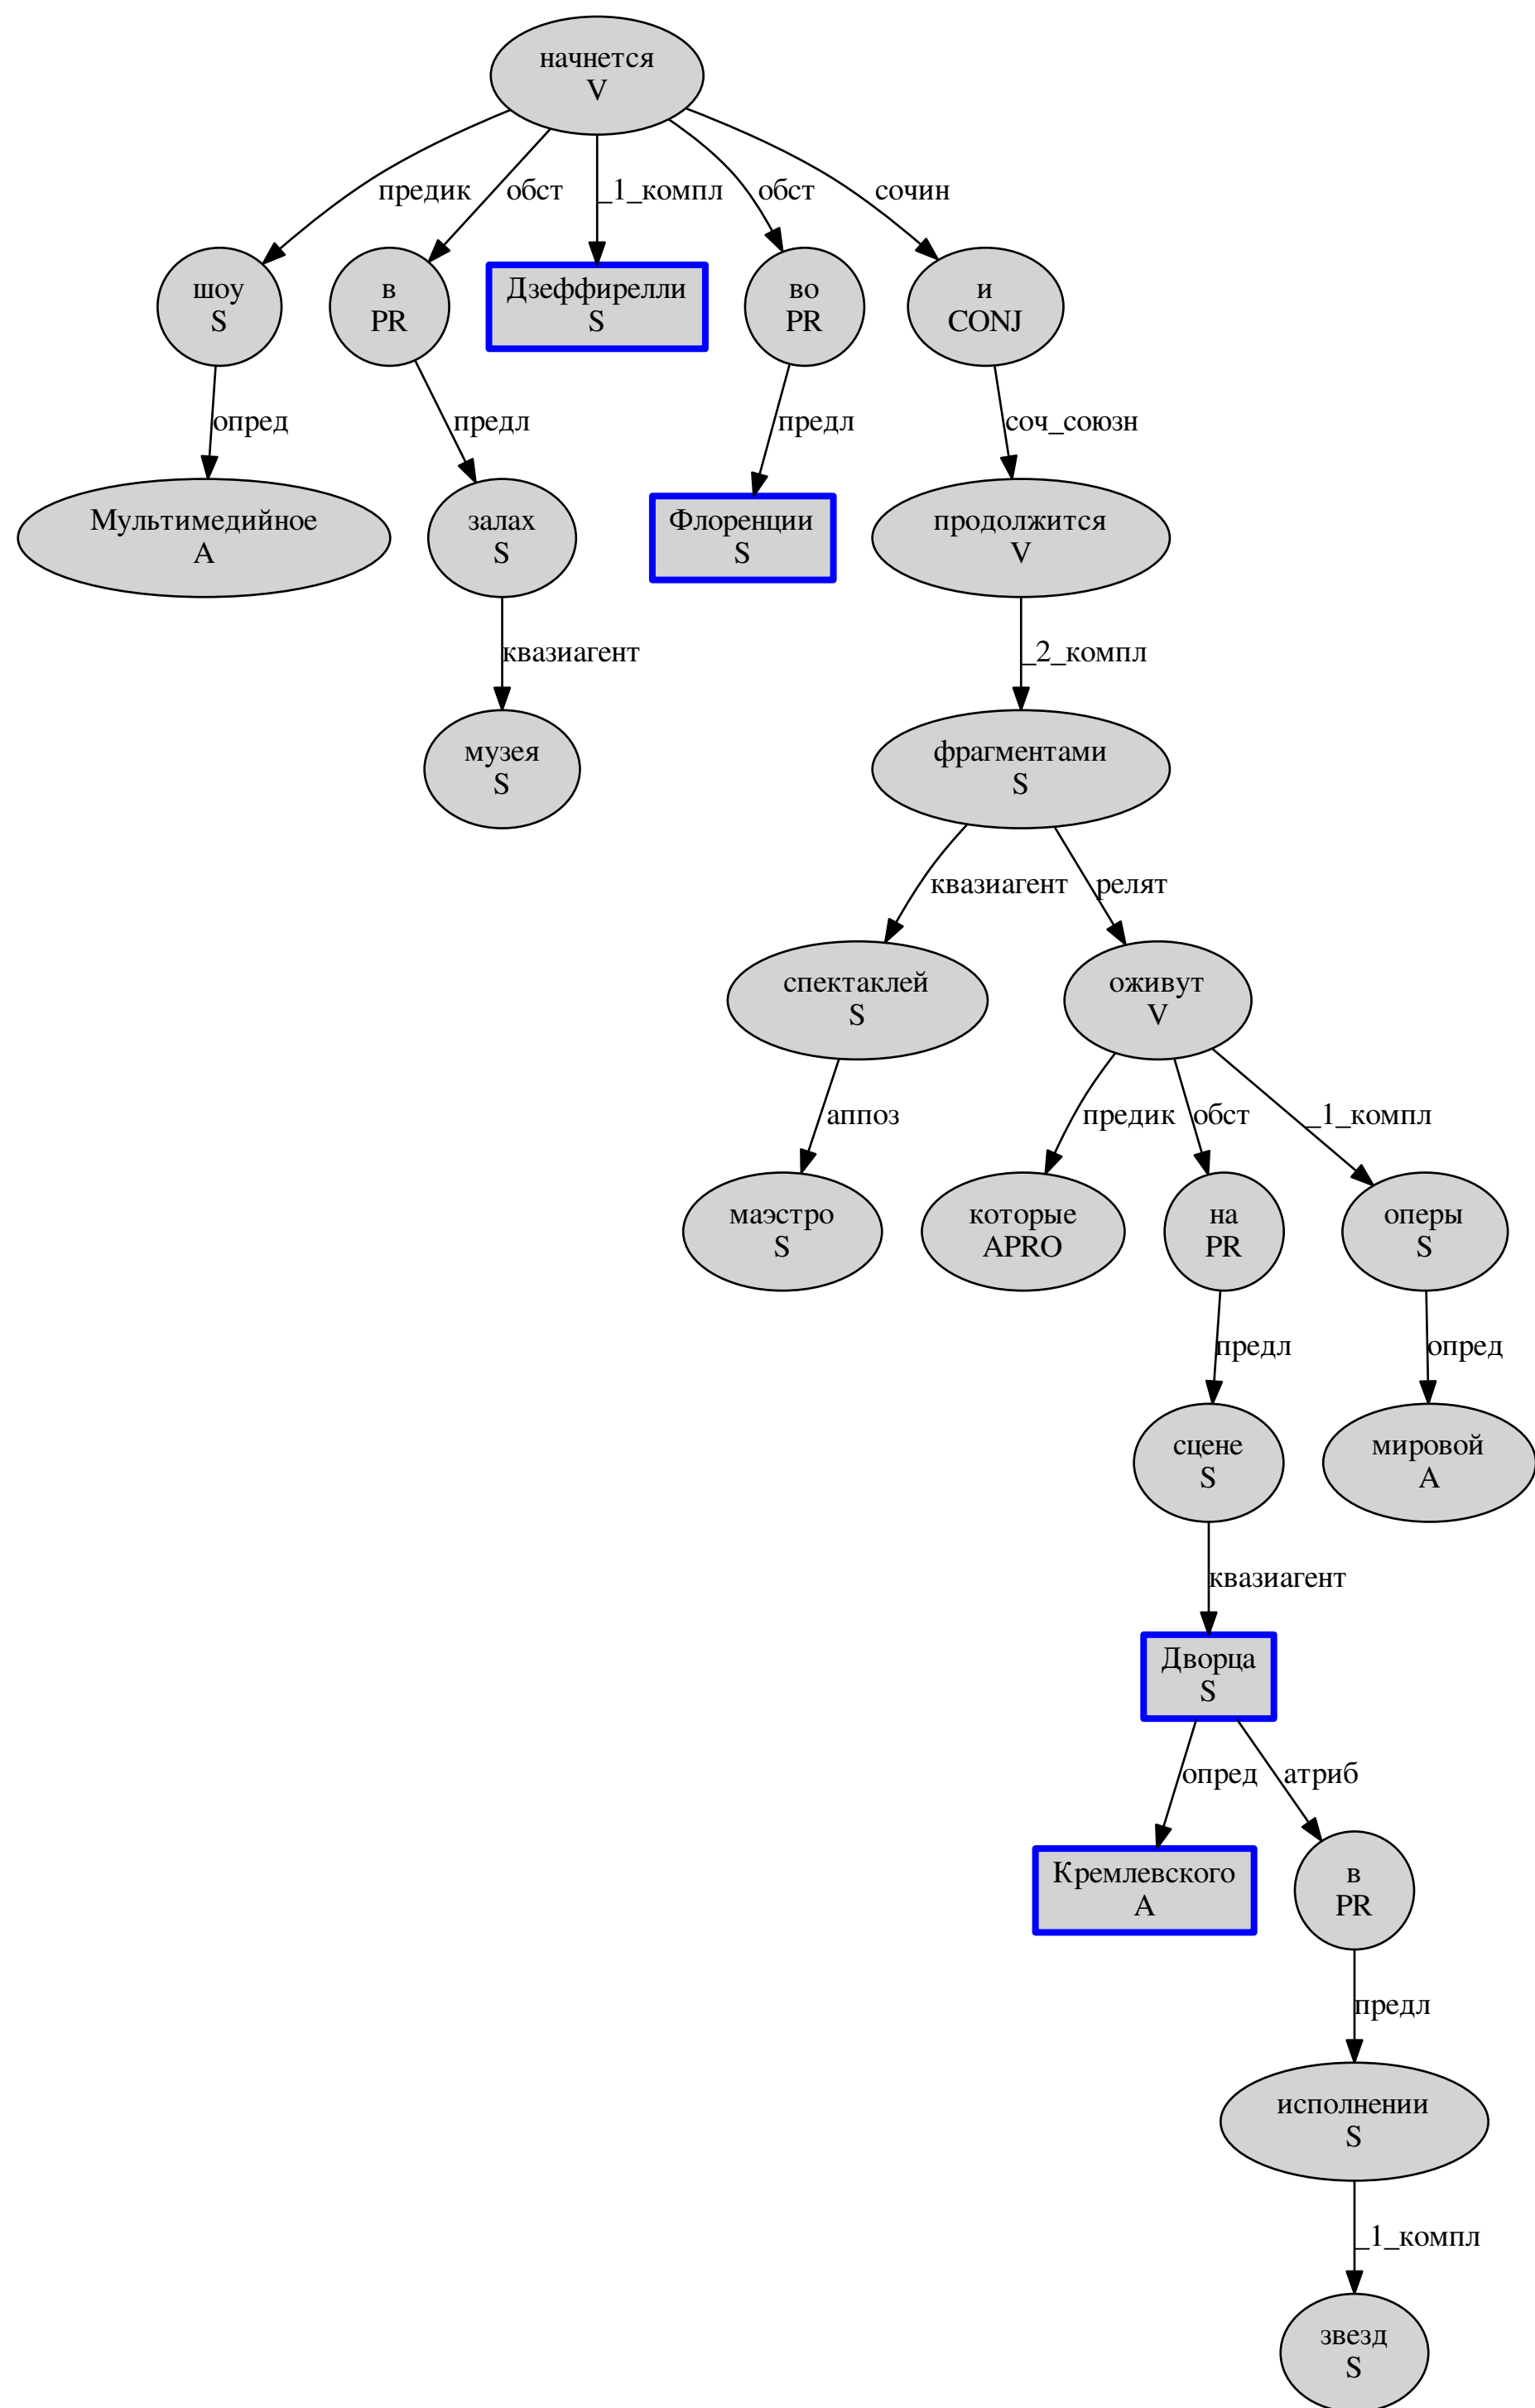 начнется
V
предик
обст
_1_компл
обст
сочин
шоу
S
в
PR
Дзеффирелли
S
во
PR
и
CONJ
опред
предл
предл
соч_союзн
Мультимедийное
A
залах
S
Флоренции
S
продолжится
V
квазиагент
_2_компл
музея
S
фрагментами
S
квазиагент
релят
спектаклей
S
оживут
V
аппоз
предик
обст
_1_компл
маэстро
S
которые
APRO
на
PR
оперы
S
предл
опред
сцене
S
мировой
A
квазиагент
Дворца
S
опред
атриб
Кремлевского
A
в
PR
предл
исполнении
S
_1_компл
звезд
S